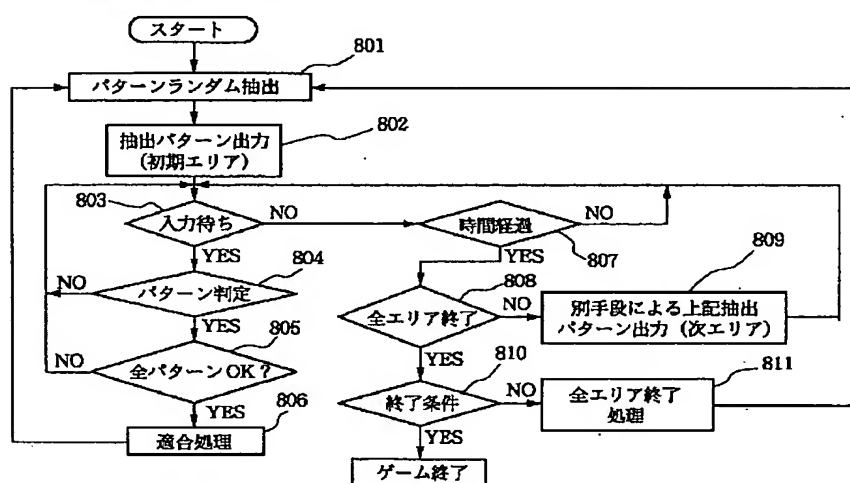 スタート
801
パターンランダム抽出
802
抽出パターン出力
(初期エリア)
803
入力待ち
NO
時間経過
NO
807
YES
YES
804
NO
パターン判定
808
809
全エリア終了
NO
別手段による上記抽出
パターン出力 (次エリア)
YES
805
NO
全パターンOK?
YES
810
811
終了条件
NO
全エリア終了
処理
YES
806
適合処理
YES
ゲーム終了